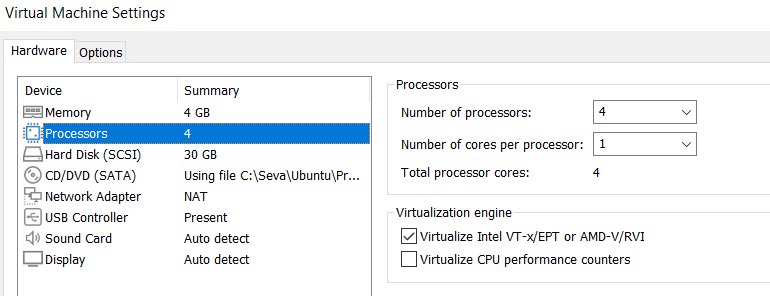 Virtual Machine Settings
Hardware Options
Device Summary
Memory 4 GB
Processors 4
Hard Disk (SCSI) 30 GB
CD/DVD (SATA) Using file C:\Seva\Ubuntu\Pr...
Network Adapter NAT
USB Controller Present
Sound Card Auto detect
Display Auto detect
Processors
Number of processors: 4
Number of cores per processor: 1
Total processor cores: 4
Virtualization engine
Virtualize Intel VT-x/EPT or AMD-V/RVI
Virtualize CPU performance counters